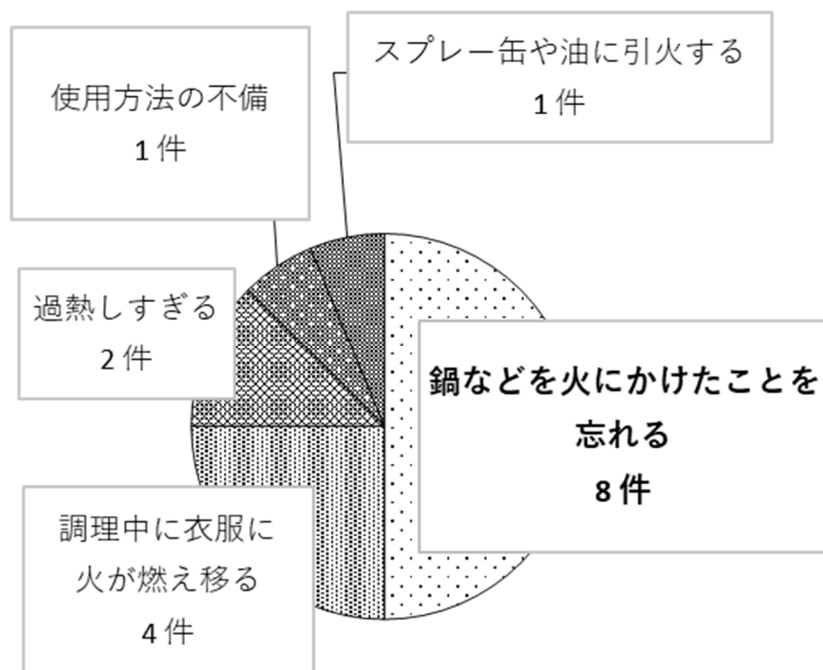 スプレー缶や油に引火する
1件
使用方法の不備
1件
過熱しすぎる
2件
鍋などを火にかけたことを
忘れる
8件
調理中に衣服に
火が燃え移る
4件